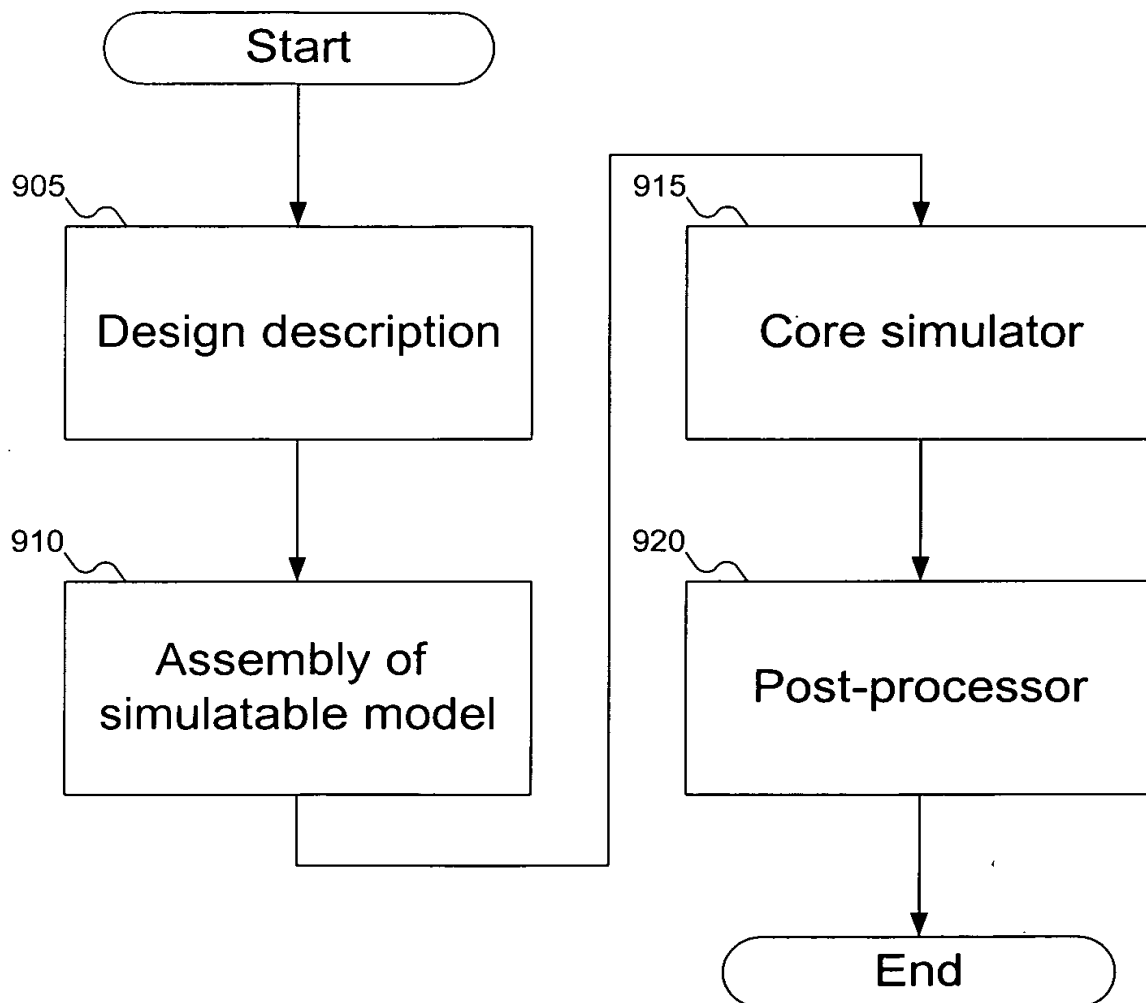 Start
905
Design description
910
Assembly of
simulatable model
915
Core simulator
920
Post-processor
End